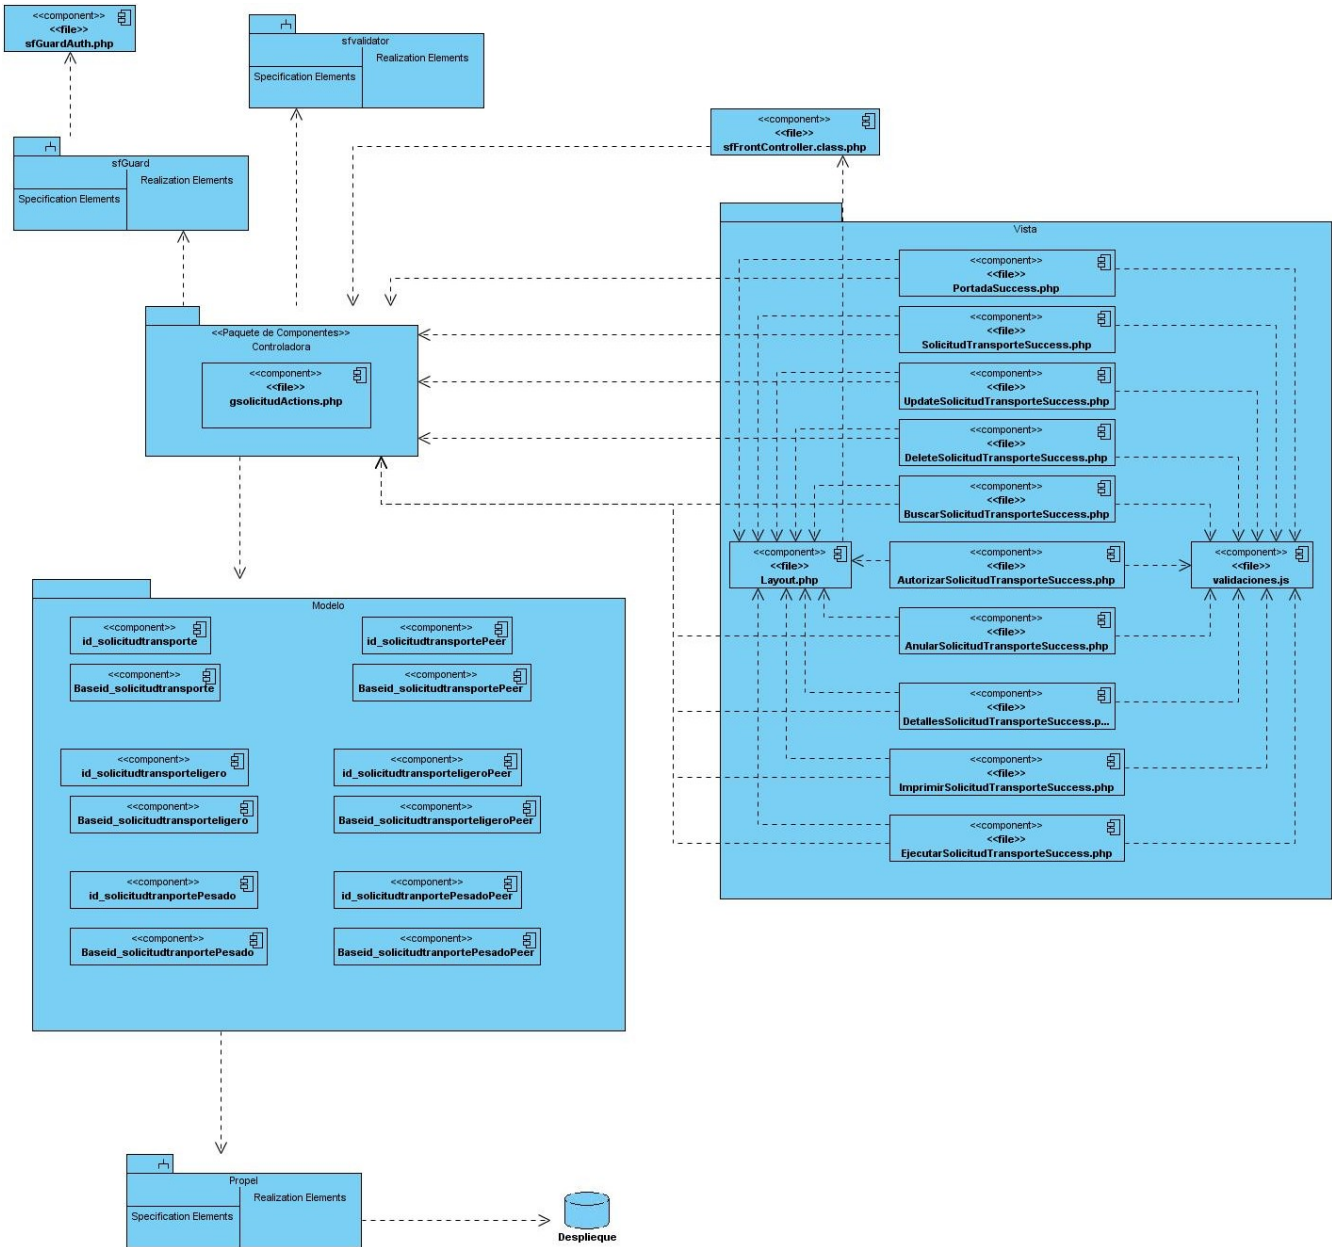 <<component>>
<<file>>
sfGuardAuth.php
sfvalidator
Realization Elements
Specification Elements
<<component>>
<<file>>
sfFrontController.class.php
sfGuard
Realization Elements
Specification Elements
<<Paquete de Componentes>>
Controladora
<<component>>
<<file>>
gsolicitudActions.php
Vista
<<component>>
<<file>>
PortadaSuccess.php
<<component>>
<<file>>
SolicitudTransporteSuccess.php
<<component>>
<<file>>
UpdateSolicitudTransporteSuccess.php
<<component>>
<<file>>
DeleteSolicitudTransporteSuccess.php
<<component>>
<<file>>
BuscarSolicitudTransporteSuccess.php
<<component>>
<<file>>
Layout.php
<<component>>
<<file>>
AutorizarSolicitudTransporteSuccess.php
<<component>>
<<file>>
validaciones.js
<<component>>
<<file>>
AnularSolicitudTransporteSuccess.php
<<component>>
<<file>>
DetallesSolicitudTransporteSuccess.p...
<<component>>
<<file>>
ImprimirSolicitudTransporteSuccess.php
<<component>>
<<file>>
EjecutarSolicitudTransporteSuccess.php
Modelo
<<component>>
id_solicitudtransporte
<<component>>
id_solicitudtransportePeer
<<component>>
Baseid_solicitudtransporte
<<component>>
Baseid_solicitudtransportePeer
<<component>>
id_solicitudtransporteligero
<<component>>
id_solicitudtransporteligeroPeer
<<component>>
Baseid_solicitudtransporteligero
<<component>>
Baseid_solicitudtransporteligeroPeer
<<component>>
id_solicitudtranportePesado
<<component>>
id_solicitudtranportePesadoPeer
<<component>>
Baseid_solicitudtranportePesado
<<component>>
Baseid_solicitudtranportePesadoPeer
Propel
Realization Elements
Specification Elements
Desplieque